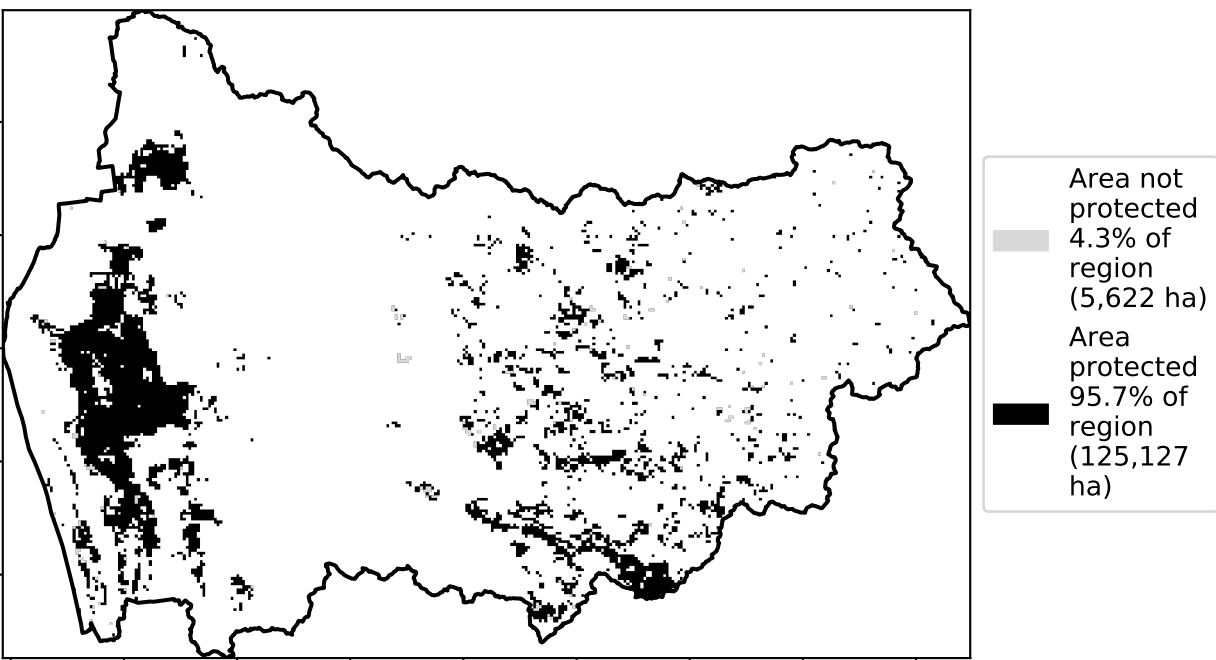 Area not
protected
4.3% of
region
(5,622 ha)
Area
protected
95.7% of
region
(125,127
ha)